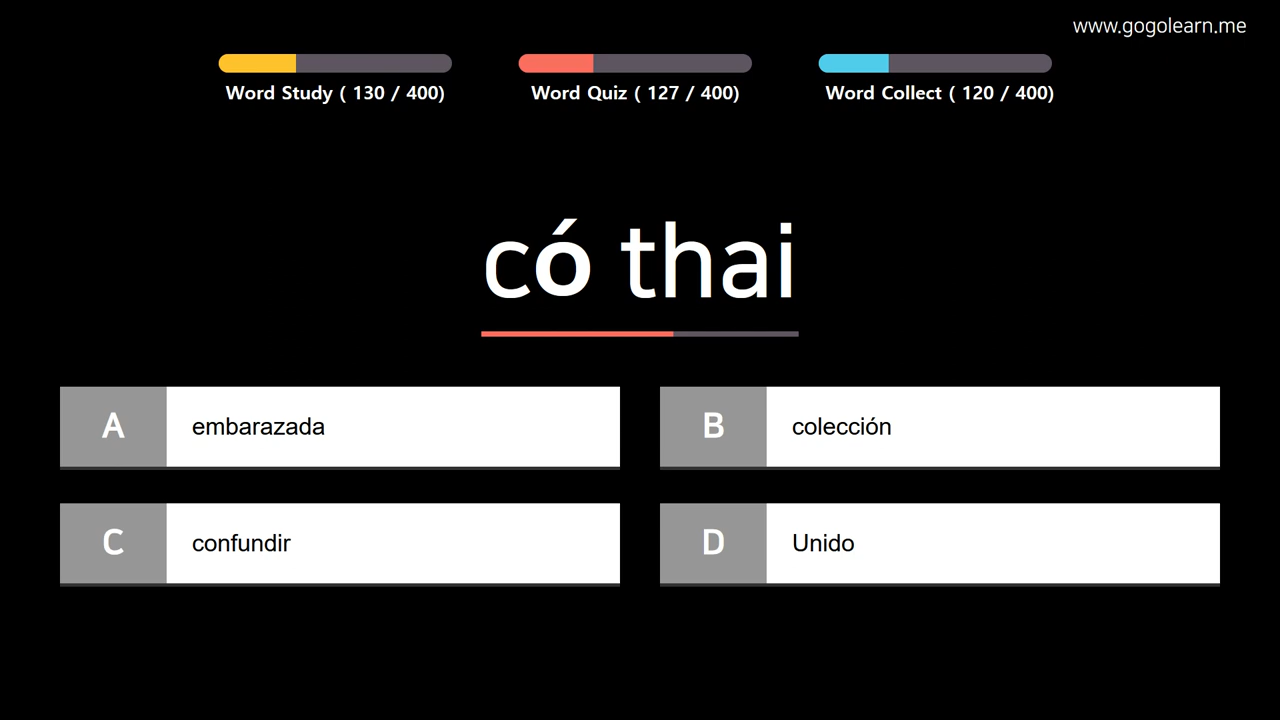 www.gogolearn.me
Word Study ( 130 / 400)
Word Quiz ( 127 / 400)
Word Collect ( 120 / 400)
có thai
A embarazada
B colección
C confundir
D Unido